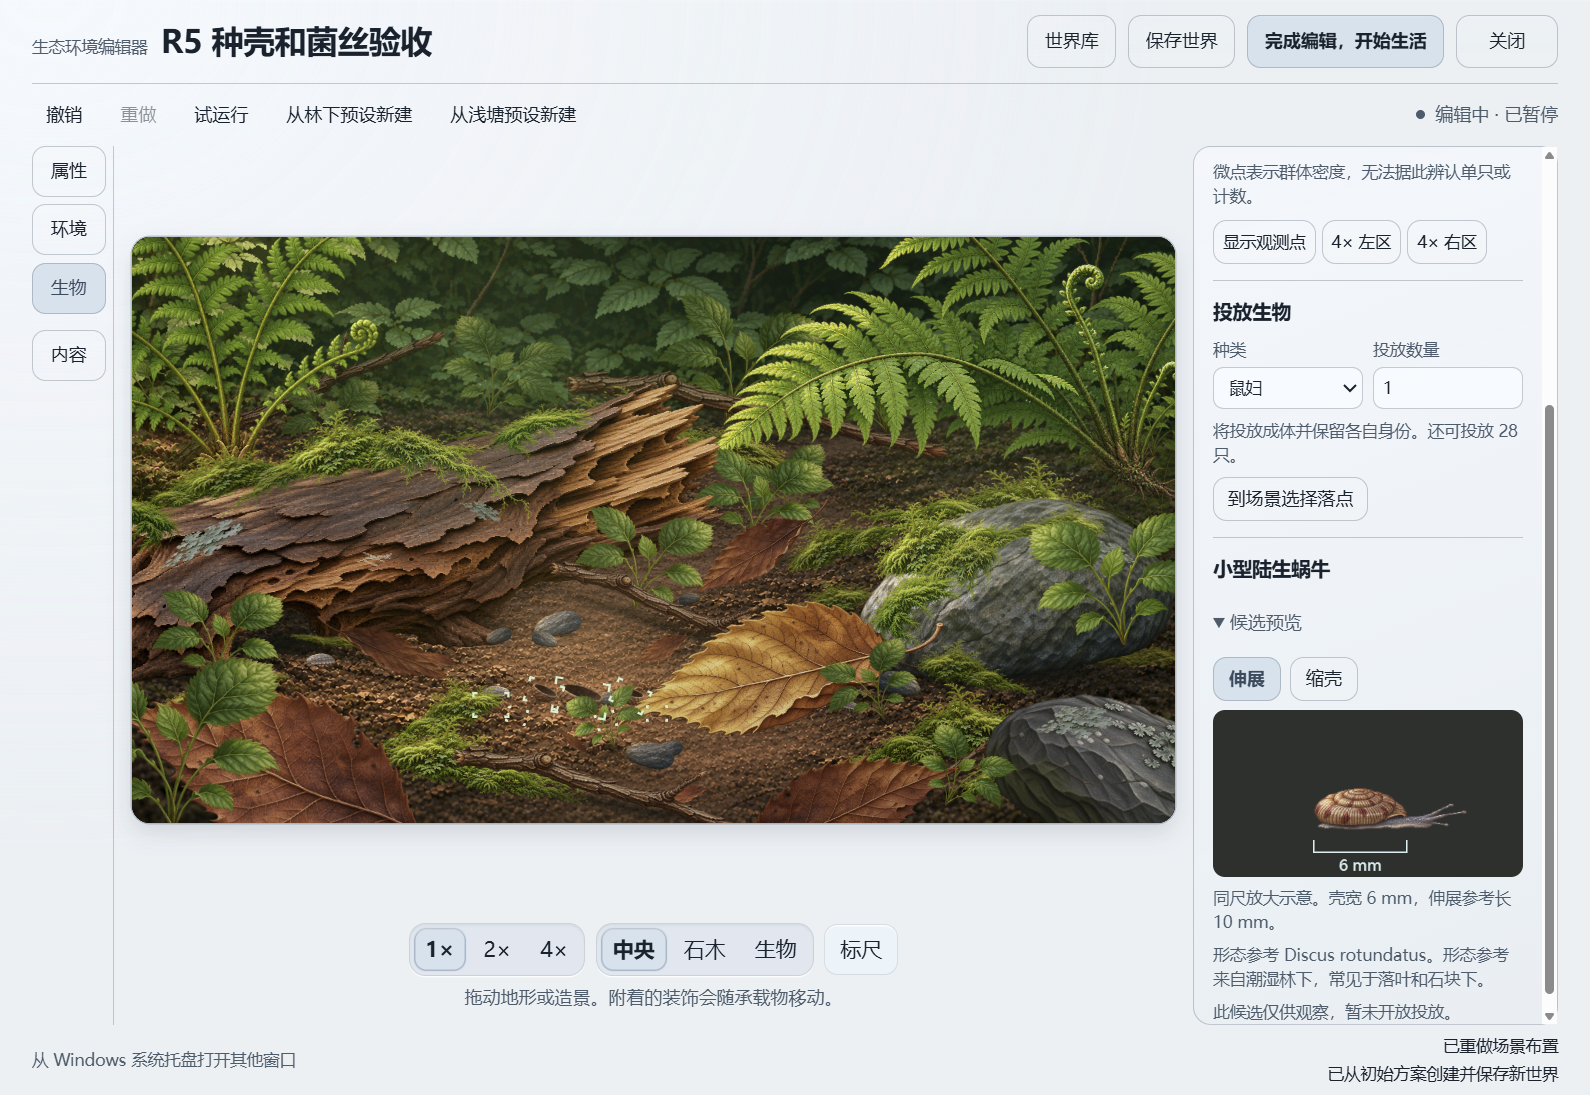 生态环境编辑器 R5 种壳和菌丝验收
世界库 保存世界 完成编辑，开始生活 关闭
撤销 重做 试运行 从林下预设新建 从浅塘预设新建
编辑中 · 已暂停
属性
环境
生物
内容
微点表示群体密度，无法据此辨认单只或
计数。
显示观测点 4× 左区 4× 右区
投放生物
种类 投放数量
鼠妇 1
将投放成体并保留各自身份。还可投放 28
只。
到场景选择落点
小型陆生蜗牛
▼ 候选预览
伸展 缩壳
6 mm
同尺放大示意。壳宽 6 mm，伸展参考长
10 mm。
形态参考 Discus rotundatus。形态参考
来自潮湿林下，常见于落叶和石块下。
此候选仅供观察，暂未开放投放。
1× 2× 4× 中央 石木 生物 标尺
拖动地形或造景。附着的装饰会随承载物移动。
从 Windows 系统托盘打开其他窗口
已重做场景布置
已从初始方案创建并保存新世界